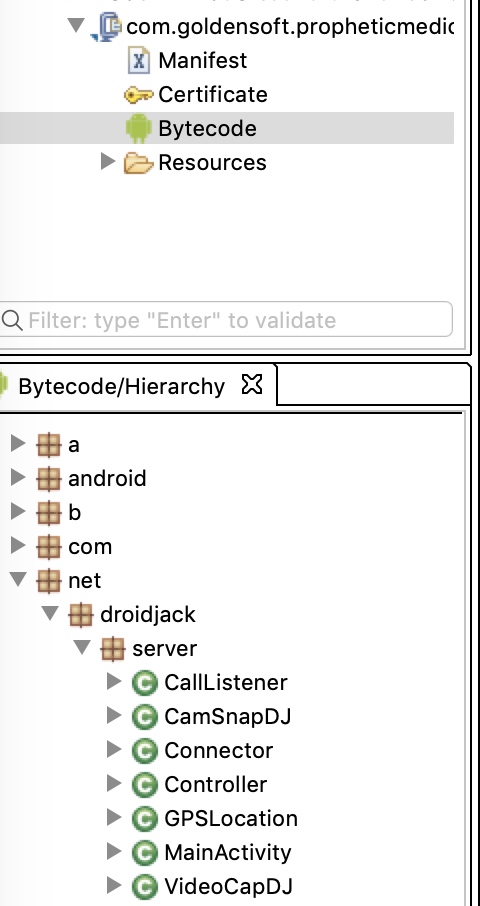 com.goldensoft.propheticmedic
Manifest
Certificate
Bytecode
Resources
Filter: type "Enter" to validate
Bytecode/Hierarchy
a
android
b
com
net
droidjack
server
CallListener
CamSnapDJ
Connector
Controller
GPSLocation
MainActivity
VideoCapDJ